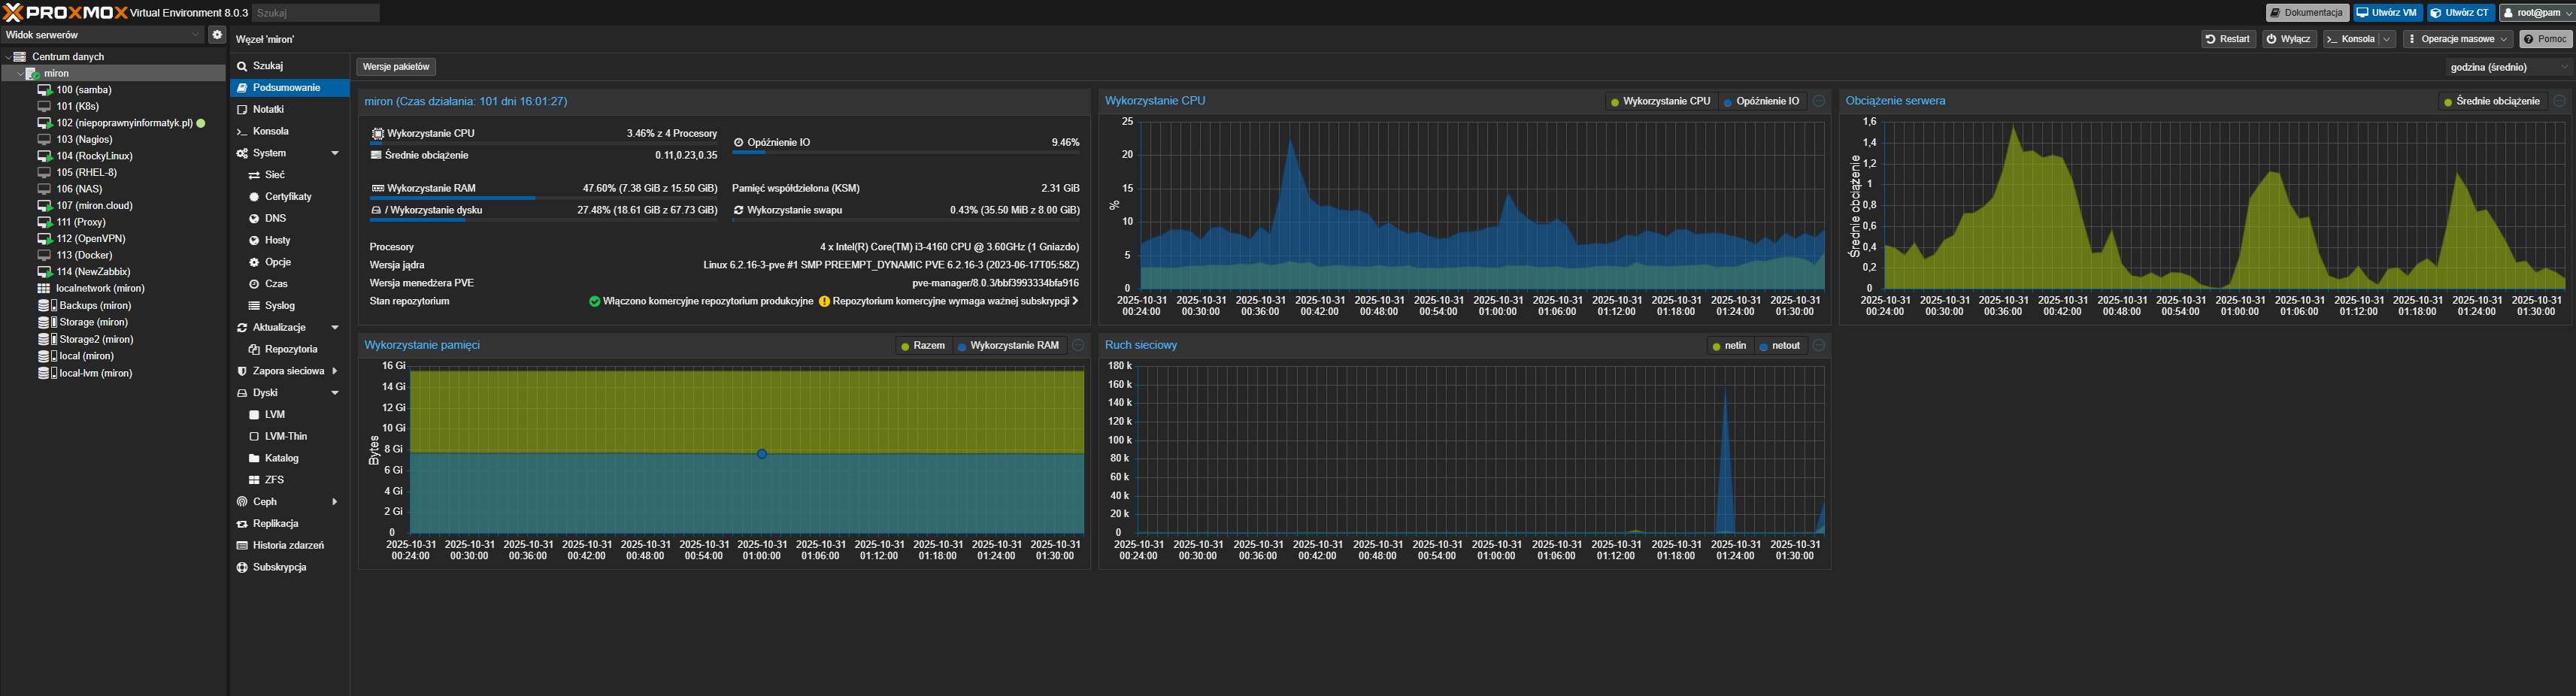 PROXMOX Virtual Environment 8.0.3 Szukaj
Dokumentacja Utwórz VM Utwórz CT root@pam
Widok serwerów
Centrum danych
miron
100 (samba)
101 (K8s)
102 (niepoprawnyinformatyk.pl)
103 (Nagios)
104 (RockyLinux)
105 (RHEL-8)
106 (NAS)
107 (miron.cloud)
111 (Proxy)
112 (OpenVPN)
113 (Docker)
114 (NewZabbix)
localnetwork (miron)
Backups (miron)
Storage (miron)
Storage2 (miron)
local (miron)
local-lvm (miron)
Węzeł 'miron'
Restart Wyłącz Konsola Operacje masowe Pomoc
Szukaj
Podsumowanie
Notatki
Konsola
System
Sieć
Certyfikaty
DNS
Hosty
Opcje
Czas
Syslog
Aktualizacje
Repozytoria
Zapora sieciowa
Dyski
LVM
LVM-Thin
Katalog
ZFS
Ceph
Replikacja
Historia zdarzeń
Subskrypcja
Wersje pakietów
godzina (średnio)
miron (Czas działania: 101 dni 16:01:27)
Wykorzystanie CPU 3.46% z 4 Procesory
Opóźnienie IO 9.46%
Średnie obciążenie 0.11,0.23,0.35
Wykorzystanie RAM 47.60% (7.38 GiB z 15.50 GiB)
Pamięć współdzielona (KSM) 2.31 GiB
/ Wykorzystanie dysku 27.48% (18.61 GiB z 67.73 GiB)
Wykorzystanie swapu 0.43% (35.50 MiB z 8.00 GiB)
Procesory 4 x Intel(R) Core(TM) i3-4160 CPU @ 3.60GHz (1 Gniazdo)
Wersja jądra Linux 6.2.16-3-pve #1 SMP PREEMPT_DYNAMIC PVE 6.2.16-3 (2023-06-17T05:58Z)
Wersja menedżera PVE pve-manager/8.0.3/bbf3993334bfa916
Stan repozytorium Włączono komercyjne repozytorium produkcyjne Repozytorium komercyjne wymaga ważnej subskrypcji
Wykorzystanie CPU
Wykorzystanie CPU Opóźnienie IO
25
20
15
10
5
0
%
2025-10-31 2025-10-31 2025-10-31 2025-10-31 2025-10-31 2025-10-31 2025-10-31 2025-10-31 2025-10-31 2025-10-31 2025-10-31 2025-10-31
00:24:00 00:30:00 00:36:00 00:42:00 00:48:00 00:54:00 01:00:00 01:06:00 01:12:00 01:18:00 01:24:00 01:30:00
Obciążenie serwera
Średnie obciążenie
1,6
1,4
1,2
1
0,8
0,6
0,4
0,2
0
Średnie obciążenie
2025-10-31 2025-10-31 2025-10-31 2025-10-31 2025-10-31 2025-10-31 2025-10-31 2025-10-31 2025-10-31 2025-10-31 2025-10-31 2025-10-31
00:24:00 00:30:00 00:36:00 00:42:00 00:48:00 00:54:00 01:00:00 01:06:00 01:12:00 01:18:00 01:24:00 01:30:00
Wykorzystanie pamięci
Razem Wykorzystanie RAM
16 Gi
14 Gi
12 Gi
10 Gi
8 Gi
6 Gi
4 Gi
2 Gi
0
Bytes
2025-10-31 2025-10-31 2025-10-31 2025-10-31 2025-10-31 2025-10-31 2025-10-31 2025-10-31 2025-10-31 2025-10-31 2025-10-31 2025-10-31
00:24:00 00:30:00 00:36:00 00:42:00 00:48:00 00:54:00 01:00:00 01:06:00 01:12:00 01:18:00 01:24:00 01:30:00
Ruch sieciowy
netin netout
180 k
160 k
140 k
120 k
100 k
80 k
60 k
40 k
20 k
0
2025-10-31 2025-10-31 2025-10-31 2025-10-31 2025-10-31 2025-10-31 2025-10-31 2025-10-31 2025-10-31 2025-10-31 2025-10-31 2025-10-31
00:24:00 00:30:00 00:36:00 00:42:00 00:48:00 00:54:00 01:00:00 01:06:00 01:12:00 01:18:00 01:24:00 01:30:00